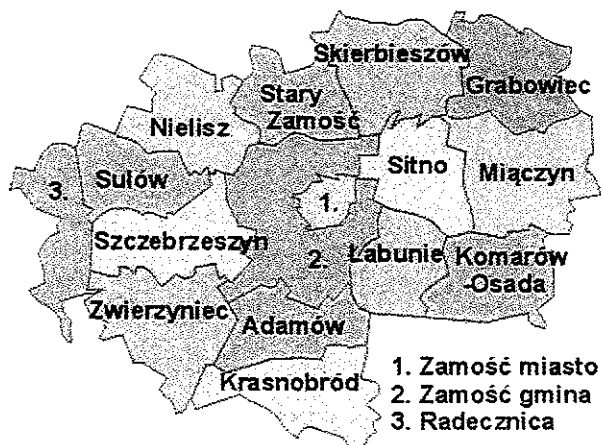 Skierbieszów
Grabowiec
Stary
Zamość
Nielisz
Sitno
Miączyn
3.
Sułów
1.
Szczebrzeszyn
2.
Łabunie
Komarów
-Osada
Zwierzyniec
Adamów
Krasnobród
1. Zamość miasto
2. Zamość gmina
3. Radecznica